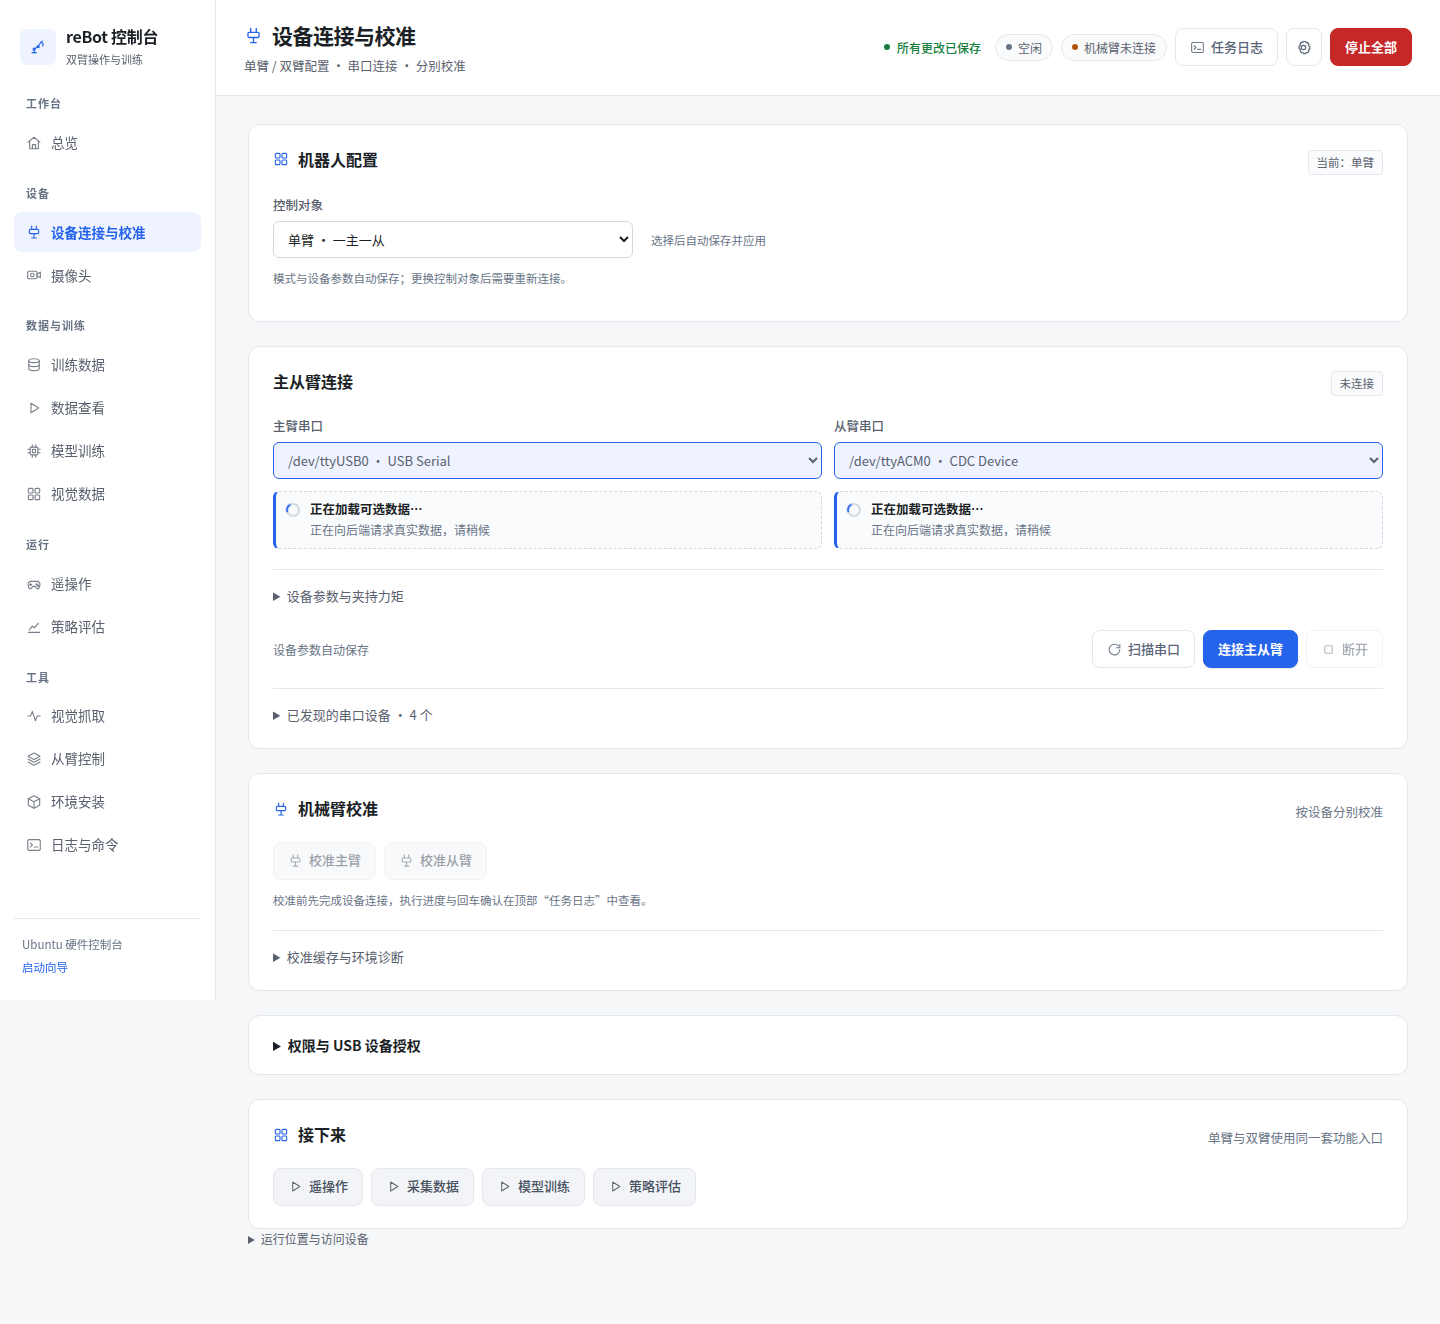 reBot 控制台
双臂操作与训练
工作台
总览
设备
设备连接与校准
摄像头
数据与训练
训练数据
数据查看
模型训练
视觉数据
运行
遥操作
策略评估
工具
视觉抓取
从臂控制
环境安装
日志与命令
Ubuntu 硬件控制台
启动向导
设备连接与校准
单臂 / 双臂配置 · 串口连接 · 分别校准
所有更改已保存
空闲
机械臂未连接
任务日志
停止全部
机器人配置
当前：单臂
控制对象
单臂 · 一主一从
选择后自动保存并应用
模式与设备参数自动保存；更换控制对象后需要重新连接。
主从臂连接
未连接
主臂串口
从臂串口
/dev/ttyUSB0 · USB Serial
/dev/ttyACM0 · CDC Device
正在加载可选数据…
正在向后端请求真实数据，请稍候
正在加载可选数据…
正在向后端请求真实数据，请稍候
设备参数与夹持力矩
设备参数自动保存
扫描串口
连接主从臂
断开
已发现的串口设备 · 4 个
机械臂校准
按设备分别校准
校准主臂
校准从臂
校准前先完成设备连接，执行进度与回车确认在顶部“任务日志”中查看。
校准缓存与环境诊断
权限与 USB 设备授权
接下来
单臂与双臂使用同一套功能入口
遥操作
采集数据
模型训练
策略评估
运行位置与访问设备